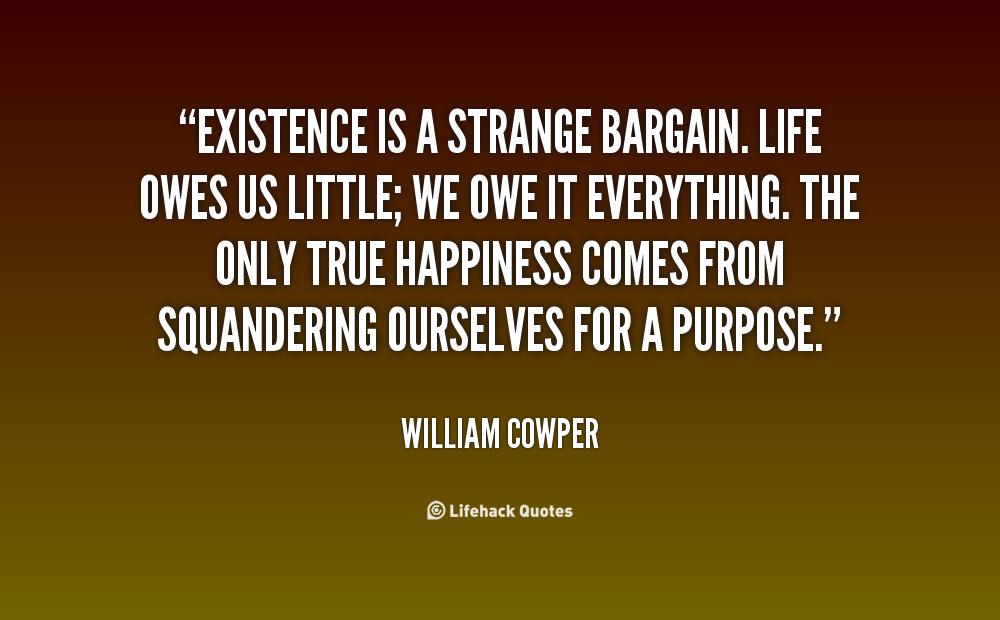 “EXISTENCE IS A STRANGE BARGAIN. LIFE
OWES US LITTLE; WE OWE IT EVERYTHING. THE
ONLY TRUE HAPPINESS COMES FROM
SQUANDERING OURSELVES FOR A PURPOSE.”
WILLIAM COWPER
Lifehack Quotes